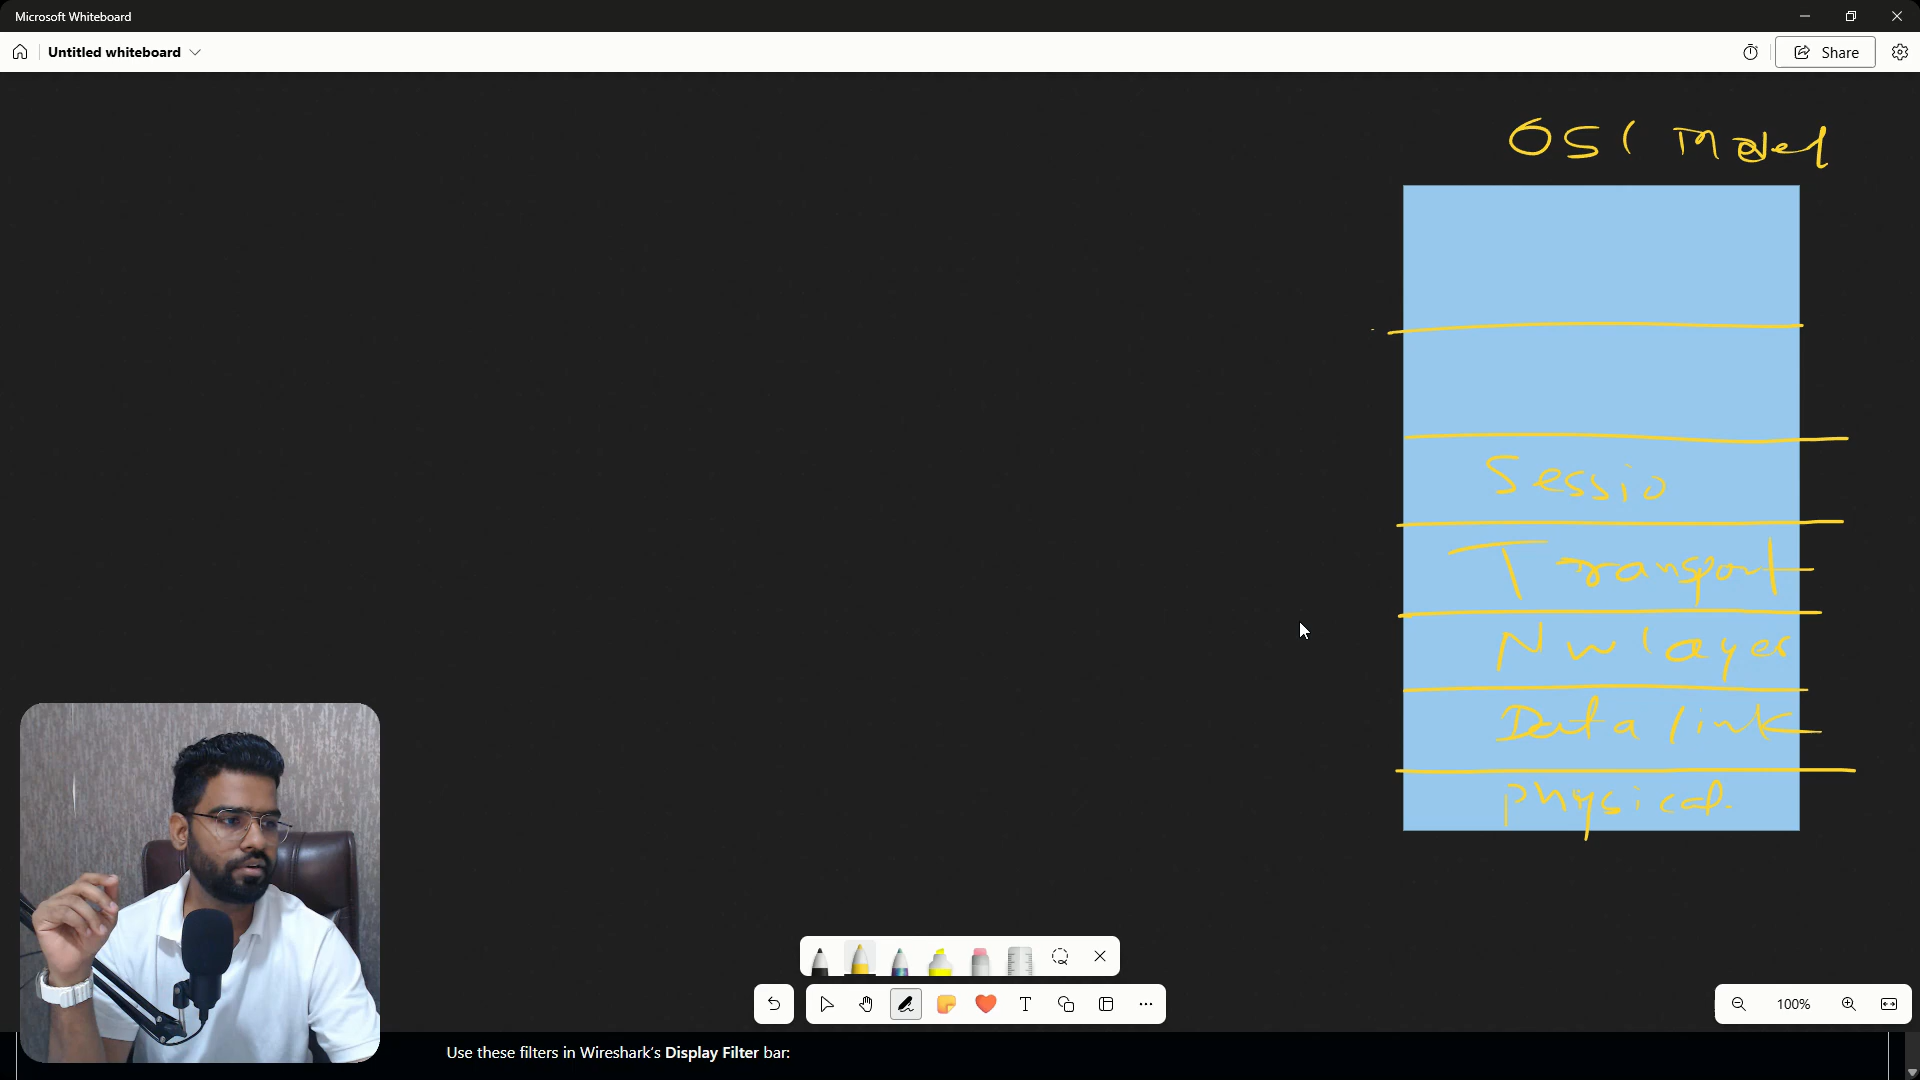 Microsoft Whiteboard
Untitled whiteboard
Share
OSI Model
Sessio
Transport
Nw layer
Data link
physical.
100%
Use these filters in Wireshark's Display Filter bar: